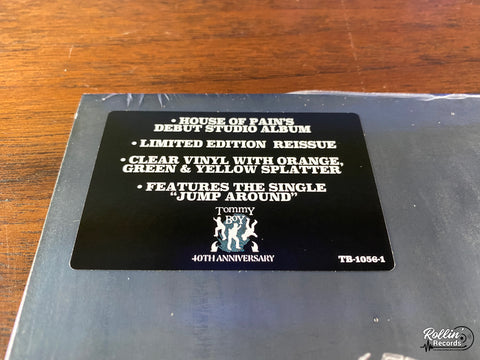 • HOUSE OF PAIN'S
DEBUT STUDIO ALBUM
• LIMITED EDITION REISSUE
• CLEAR VINYL WITH ORANGE,
GREEN & YELLOW SPLATTER
• FEATURES THE SINGLE
"JUMP AROUND"
Tommy
BOY
40TH ANNIVERSARY
TB-1056-1
Rollin'
Records